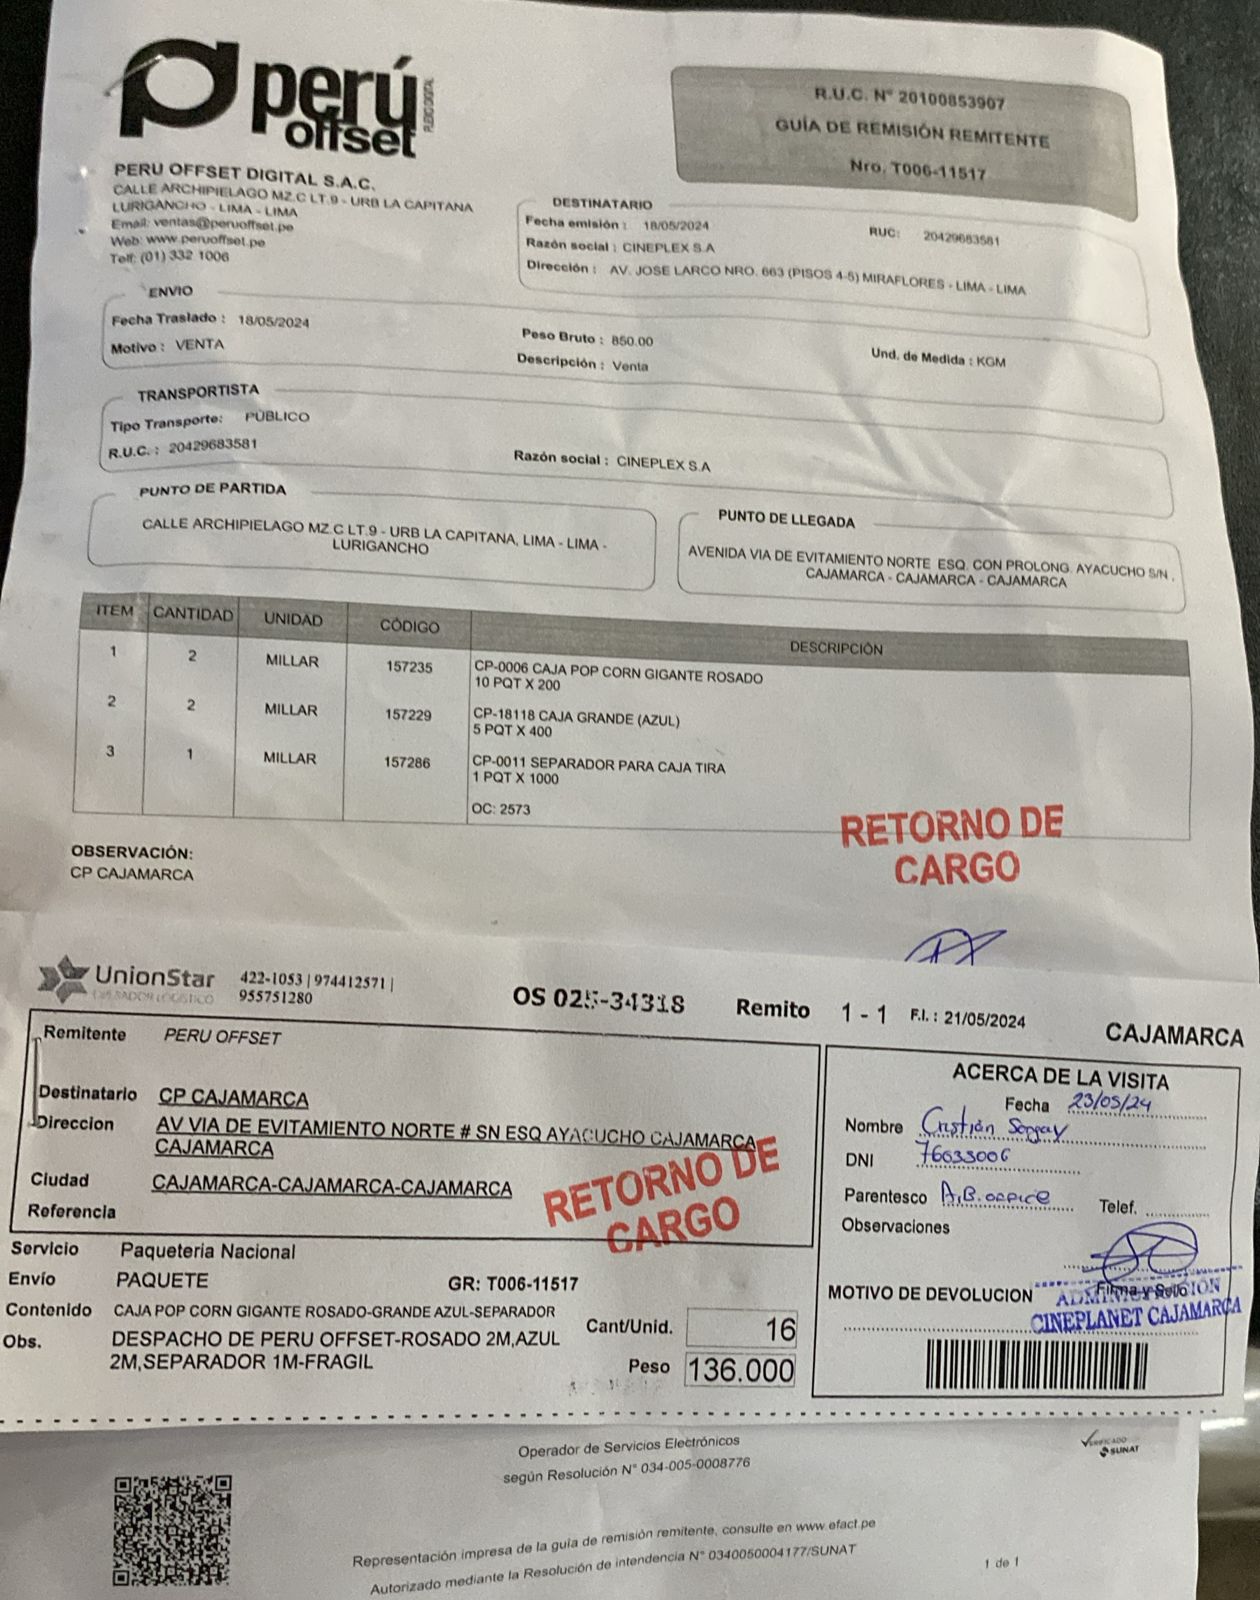 perú
offset
PLEXO DIGITAL
R.U.C. N° 20100853907
GUÍA DE REMISIÓN REMITENTE
Nro. T006-11517
PERU OFFSET DIGITAL S.A.C.
CALLE ARCHIPIELAGO MZ.C LT.9 - URB LA CAPITANA
LURIGANCHO - LIMA - LIMA
Email: ventas@peruoffset.pe
Web: www.peruoffset.pe
Telf: (01) 332 1006
DESTINATARIO
Fecha emisión : 18/05/2024 RUC: 20429683581
Razón social : CINEPLEX S.A
Dirección : AV. JOSE LARCO NRO. 663 (PISOS 4-5) MIRAFLORES - LIMA - LIMA
ENVIO
Fecha Traslado : 18/05/2024 Peso Bruto : 850.00 Und. de Medida : KGM
Motivo : VENTA Descripción : Venta
TRANSPORTISTA
Tipo Transporte: PÚBLICO
R.U.C. : 20429683581 Razón social : CINEPLEX S.A
PUNTO DE PARTIDA
CALLE ARCHIPIELAGO MZ.C LT.9 - URB LA CAPITANA, LIMA - LIMA -
LURIGANCHO
PUNTO DE LLEGADA
AVENIDA VIA DE EVITAMIENTO NORTE ESQ. CON PROLONG. AYACUCHO S/N ,
CAJAMARCA - CAJAMARCA - CAJAMARCA
ITEM CANTIDAD UNIDAD CÓDIGO DESCRIPCIÓN
1 2 MILLAR 157235 CP-0006 CAJA POP CORN GIGANTE ROSADO
10 PQT X 200
2 2 MILLAR 157229 CP-18118 CAJA GRANDE (AZUL)
5 PQT X 400
3 1 MILLAR 157286 CP-0011 SEPARADOR PARA CAJA TIRA
1 PQT X 1000
OC: 2573
RETORNO DE
CARGO
OBSERVACIÓN:
CP CAJAMARCA
UnionStar 422-1053 | 974412571 |
OPERADOR LOGÍSTICO 955751280
OS 025-34318 Remito 1 - 1 F.I. : 21/05/2024 CAJAMARCA
Remitente PERU OFFSET
Destinatario CP CAJAMARCA
Direccion AV VIA DE EVITAMIENTO NORTE # SN ESQ AYACUCHO CAJAMARCA
CAJAMARCA
Ciudad CAJAMARCA-CAJAMARCA-CAJAMARCA
Referencia
RETORNO DE
CARGO
Servicio Paqueteria Nacional
Envío PAQUETE GR: T006-11517
Contenido CAJA POP CORN GIGANTE ROSADO-GRANDE AZUL-SEPARADOR
Obs. DESPACHO DE PERU OFFSET-ROSADO 2M,AZUL
2M,SEPARADOR 1M-FRAGIL
Cant/Unid. 16
Peso 136.000
ACERCA DE LA VISITA
Fecha 23/05/24
Nombre Cristián
DNI 76033006
Parentesco A.B.office Telef.
Observaciones
Firma y Sello
MOTIVO DE DEVOLUCION
ADMINISTRACION
CINEPLANET CAJAMARCA
Operador de Servicios Electrónicos
según Resolución N° 034-005-0008776
VERIFICADO
SUNAT
Representación impresa de la guía de remisión remitente, consulte en www.efact.pe
Autorizado mediante la Resolución de intendencia N° 0340050004177/SUNAT
1 de 1